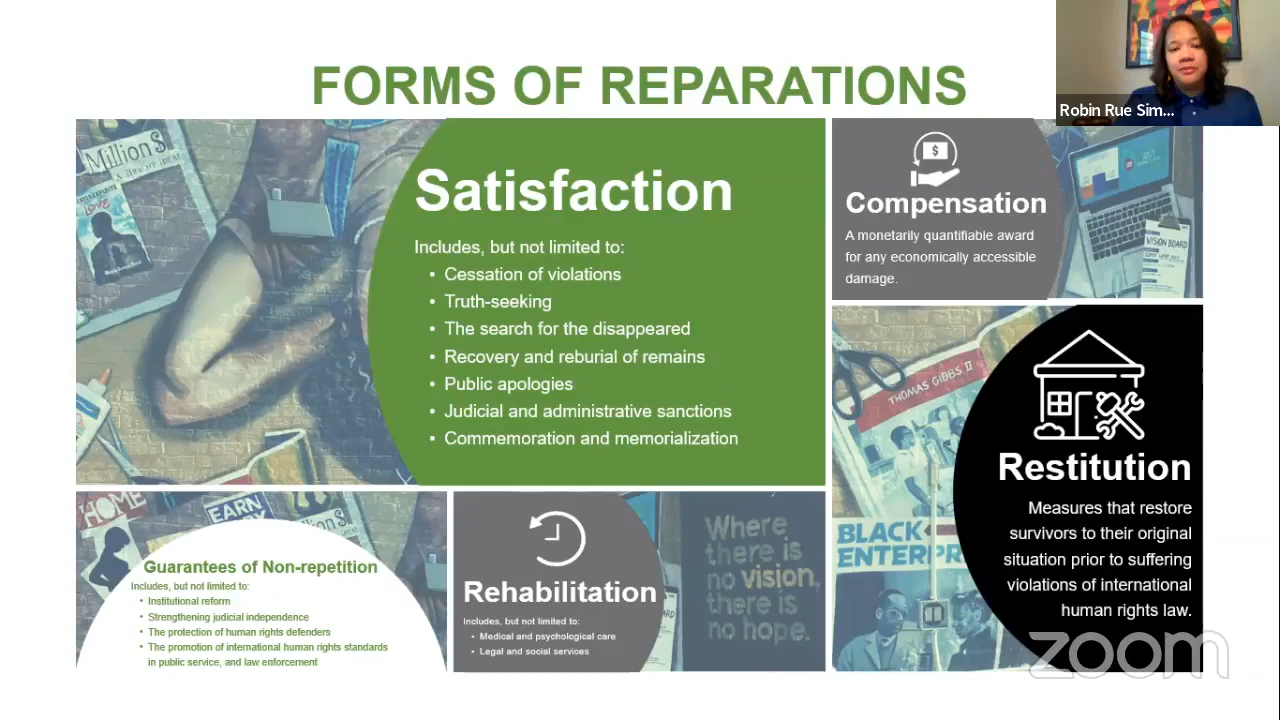 FORMS OF REPARATIONS
Robin Rue Sim...
Million$
A BRIGHT IDEA!
LOVE
Satisfaction
Includes, but not limited to:
• Cessation of violations
• Truth-seeking
• The search for the disappeared
• Recovery and reburial of remains
• Public apologies
• Judicial and administrative sanctions
• Commemoration and memorialization
$
Compensation
A monetarily quantifiable award
for any economically accessible
damage.
VISION BOARD
THOMAS GIBBS II
BLACK
ENTERPR
Restitution
Measures that restore
survivors to their original
situation prior to suffering
violations of international
human rights law.
HOME
EARN
Guarantees of Non-repetition
Includes, but not limited to:
• Institutional reform
• Strengthening judicial independence
• The protection of human rights defenders
• The promotion of international human rights standards
in public service, and law enforcement
Rehabilitation
Includes, but not limited to:
• Medical and psychological care
• Legal and social services
Where
there is
no vision,
there is
no hope.
zoom